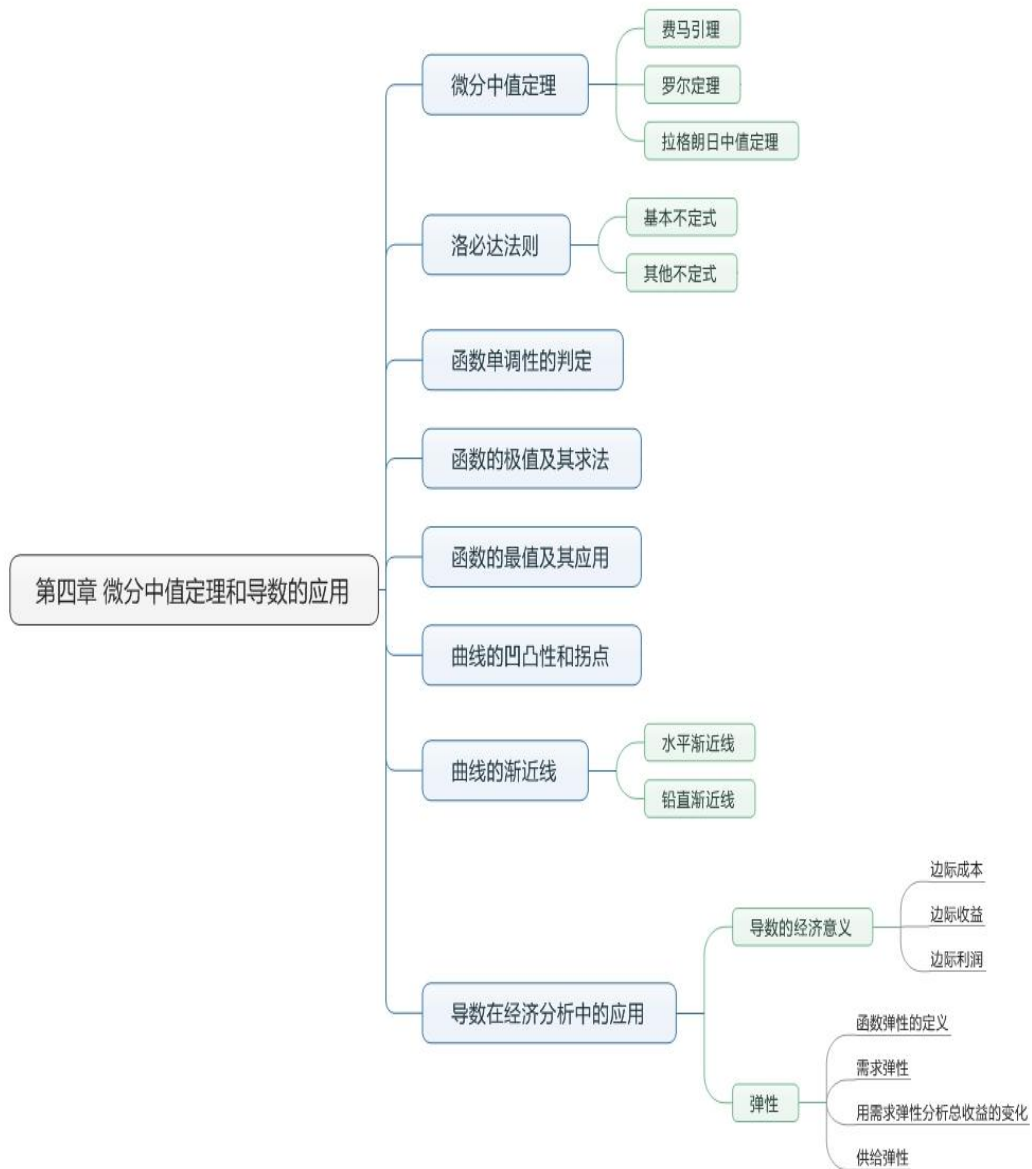 第四章 微分中值定理和导数的应用
微分中值定理
费马引理
罗尔定理
拉格朗日中值定理
洛必达法则
基本不定式
其他不定式
函数单调性的判定
函数的极值及其求法
函数的最值及其应用
曲线的凹凸性和拐点
曲线的渐近线
水平渐近线
铅直渐近线
导数在经济分析中的应用
导数的经济意义
边际成本
边际收益
边际利润
弹性
函数弹性的定义
需求弹性
用需求弹性分析总收益的变化
供给弹性